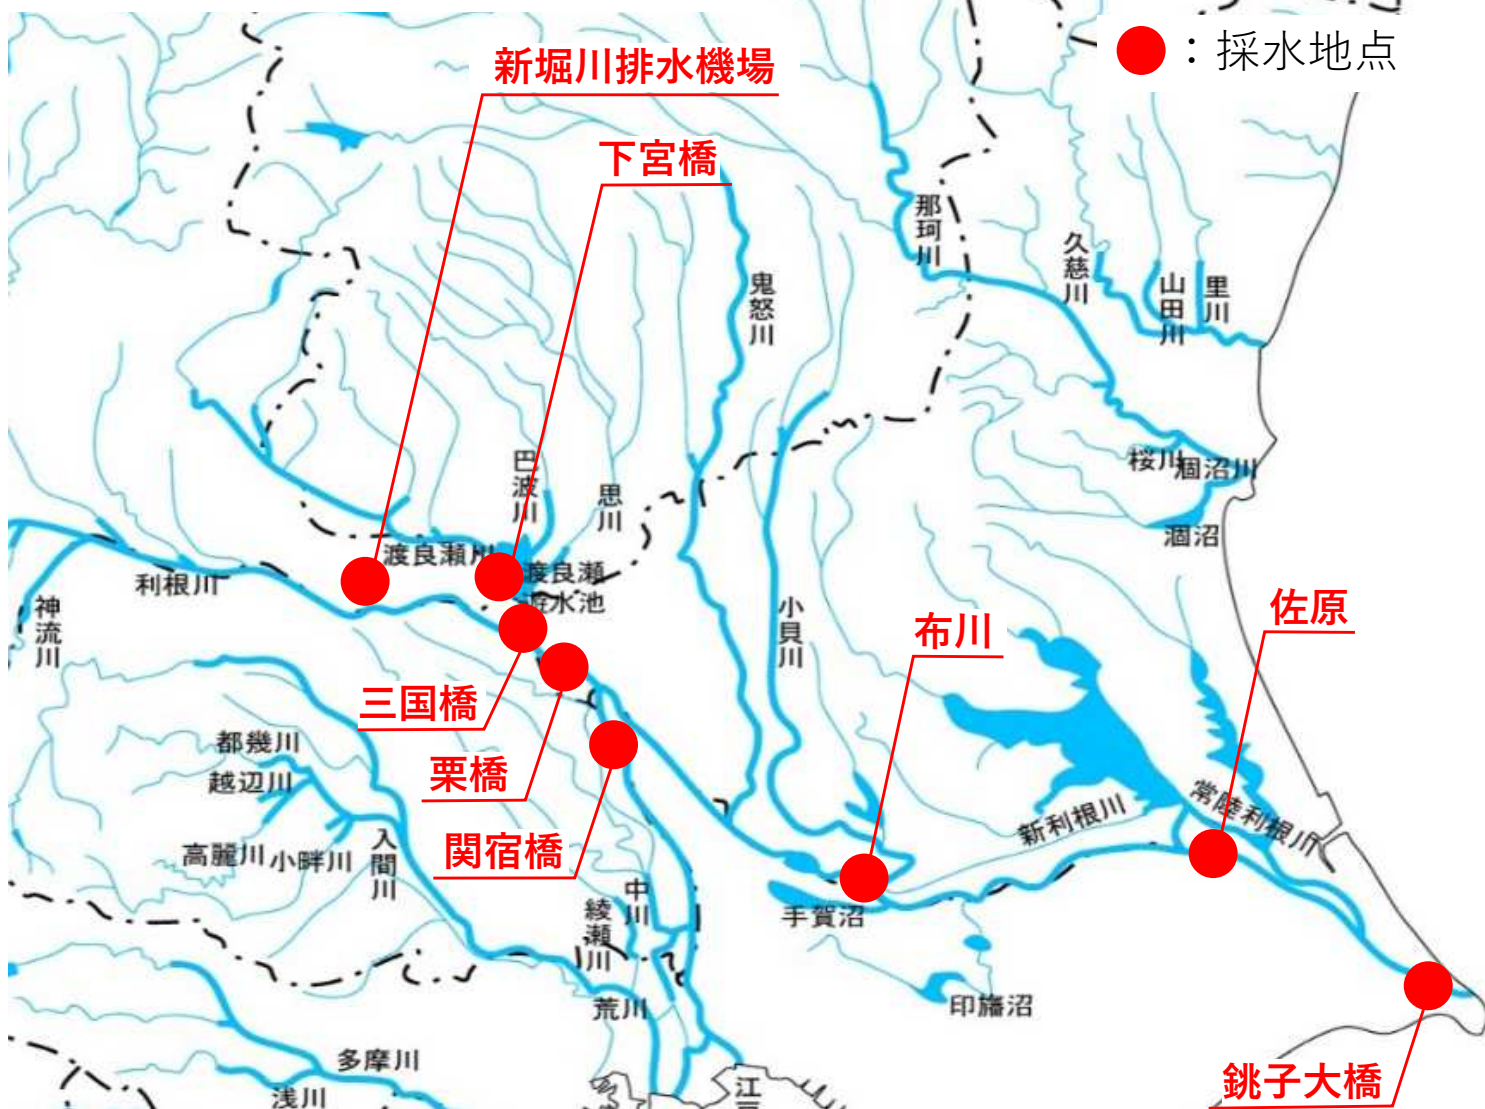 ：採水地点
新堀川排水機場
下宮橋
那珂川
久慈川
山田川
里川
鬼怒川
巴波川
思川
桜川
涸沼川
涸沼
渡良瀬川
渡良瀬
遊水池
利根川
神流川
小貝川
布川
佐原
三国橋
栗橋
関宿橋
都幾川
越辺川
高麗川
小畔川
入間川
新利根川
常陸利根川
中川
綾瀬川
手賀沼
印旛沼
荒川
多摩川
浅川
江
銚子大橋